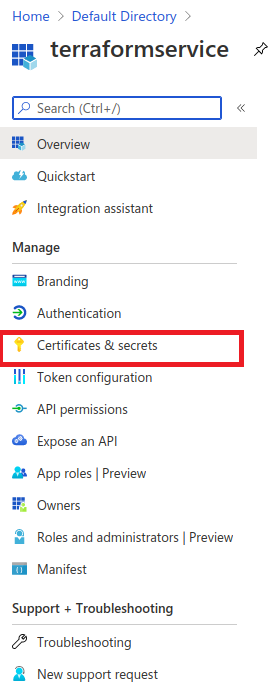 Home > Default Directory >
terraformservice
Search (Ctrl+/)
Overview
Quickstart
Integration assistant
Manage
Branding
Authentication
Certificates & secrets
Token configuration
API permissions
Expose an API
App roles | Preview
Owners
Roles and administrators | Preview
Manifest
Support + Troubleshooting
Troubleshooting
New support request